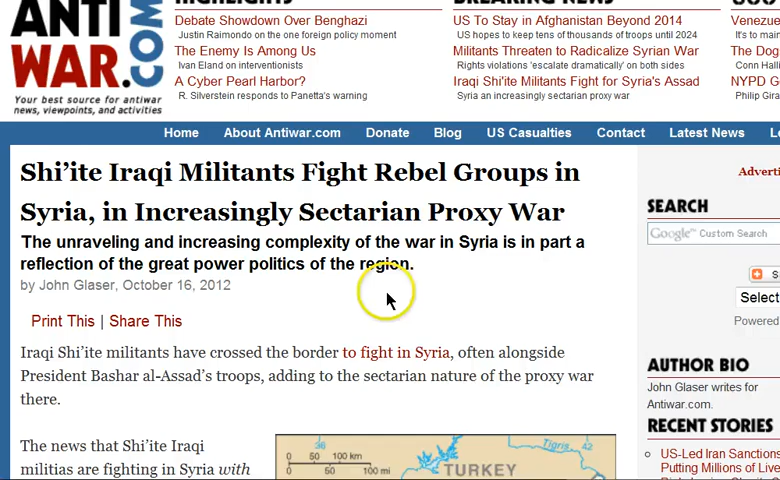 ANTI
WAR.COM
Your best source for antiwar
news, viewpoints, and activities
HIGHLIGHTS
Debate Showdown Over Benghazi
Justin Raimondo on the one foreign policy moment
The Enemy Is Among Us
Ivan Eland on interventionists
A Cyber Pearl Harbor?
R. Silverstein responds to Panetta's warning
BREAKING NEWS
US To Stay in Afghanistan Beyond 2014
US hopes to keep tens of thousands of troops until 2024
Militants Threaten to Radicalize Syrian War
Rights violations 'escalate dramatically' on both sides
Iraqi Shi'ite Militants Fight for Syria's Assad
Syria an increasingly sectarian proxy war
Venezue
It's to main
The Dog
Conn Halli
NYPD G
Philip Gira
Home About Antiwar.com Donate Blog US Casualties Contact Latest News
Shi'ite Iraqi Militants Fight Rebel Groups in
Syria, in Increasingly Sectarian Proxy War
The unraveling and increasing complexity of the war in Syria is in part a
reflection of the great power politics of the region.
by John Glaser, October 16, 2012
Print This | Share This
Iraqi Shi'ite militants have crossed the border to fight in Syria, often alongside
President Bashar al-Assad's troops, adding to the sectarian nature of the proxy war
there.
The news that Shi'ite Iraqi
militias are fighting in Syria with
36 Tigris 42
0 50 100 km
0 50 100 mi
TURKEY
Adverti
SEARCH
Google™ Custom Search
S
Select
Powered
AUTHOR BIO
John Glaser writes for
Antiwar.com.
RECENT STORIES
US-Led Iran Sanctions
Putting Millions of Live